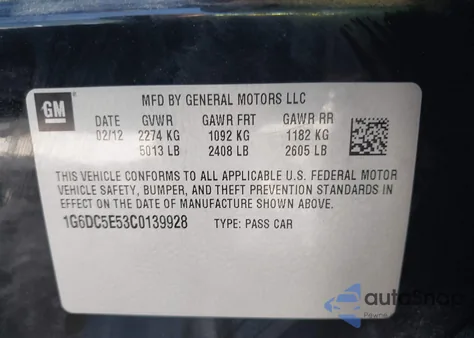 GM
MFD BY GENERAL MOTORS LLC
DATE GVWR GAWR FRT GAWR RR
02/12 2274 KG 1092 KG 1182 KG
5013 LB 2408 LB 2605 LB
THIS VEHICLE CONFORMS TO ALL APPLICABLE U.S. FEDERAL MOTOR
VEHICLE SAFETY, BUMPER, AND THEFT PREVENTION STANDARDS IN
EFFECT ON THE DATE OF MANUFACTURE SHOWN ABOVE.
1G6DC5E53C0139928 TYPE: PASS CAR
autoSnap